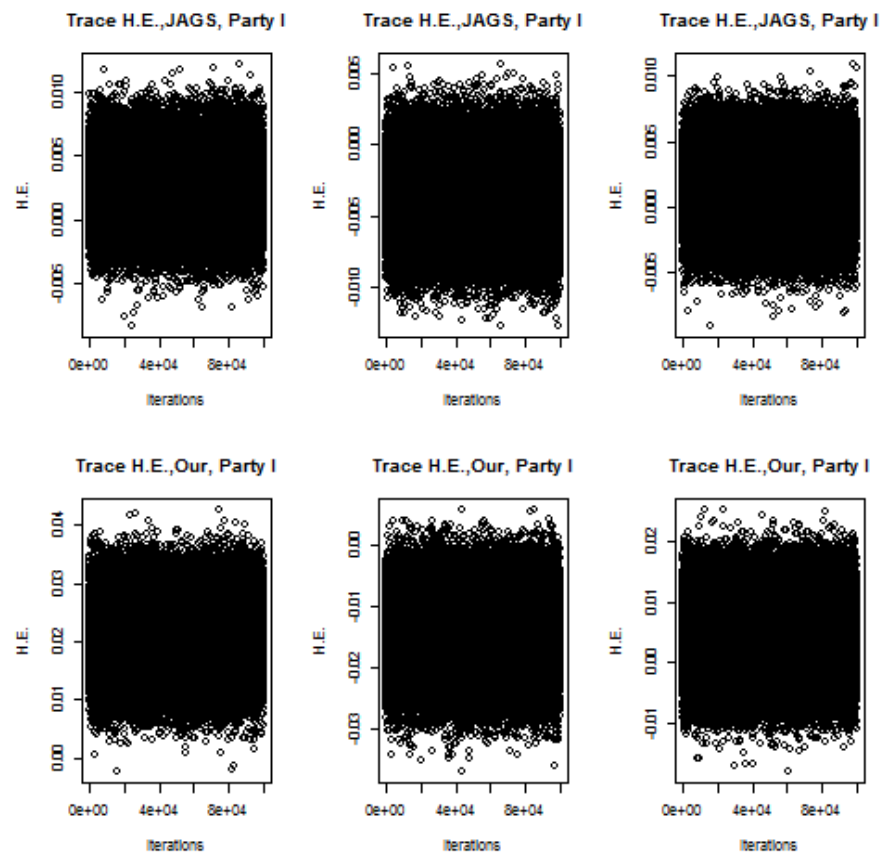 Trace H.E.,JAGS, Party I
Trace H.E.,JAGS, Party I
Trace H.E.,JAGS, Party I
H.E.
0.010
0.005
0.000
-0.005
0e+00 4e+04 8e+04
Iterations
H.E.
0.005
0.000
-0.005
-0.010
0e+00 4e+04 8e+04
Iterations
H.E.
0.010
0.005
0.000
-0.005
0e+00 4e+04 8e+04
Iterations
Trace H.E.,Our, Party I
Trace H.E.,Our, Party I
Trace H.E.,Our, Party I
H.E.
0.04
0.03
0.02
0.01
0.00
0e+00 4e+04 8e+04
Iterations
H.E.
0.00
-0.01
-0.02
-0.03
0e+00 4e+04 8e+04
Iterations
H.E.
0.02
0.01
0.00
-0.01
0e+00 4e+04 8e+04
Iterations